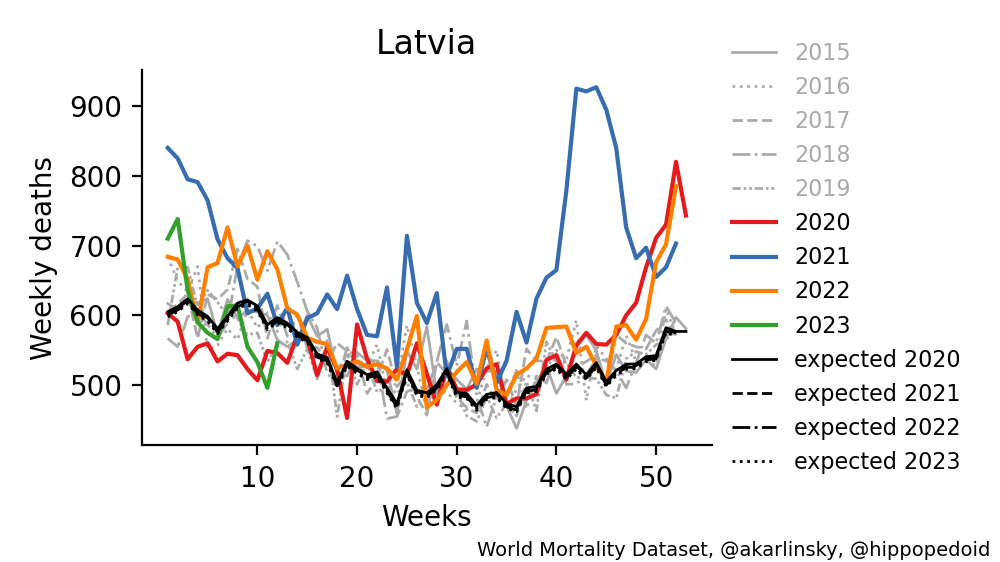 Latvia
Weekly deaths
900
800
700
600
500
10 20 30 40 50
Weeks
2015
2016
2017
2018
2019
2020
2021
2022
2023
expected 2020
expected 2021
expected 2022
expected 2023
World Mortality Dataset, @akarlinsky, @hippopedoid